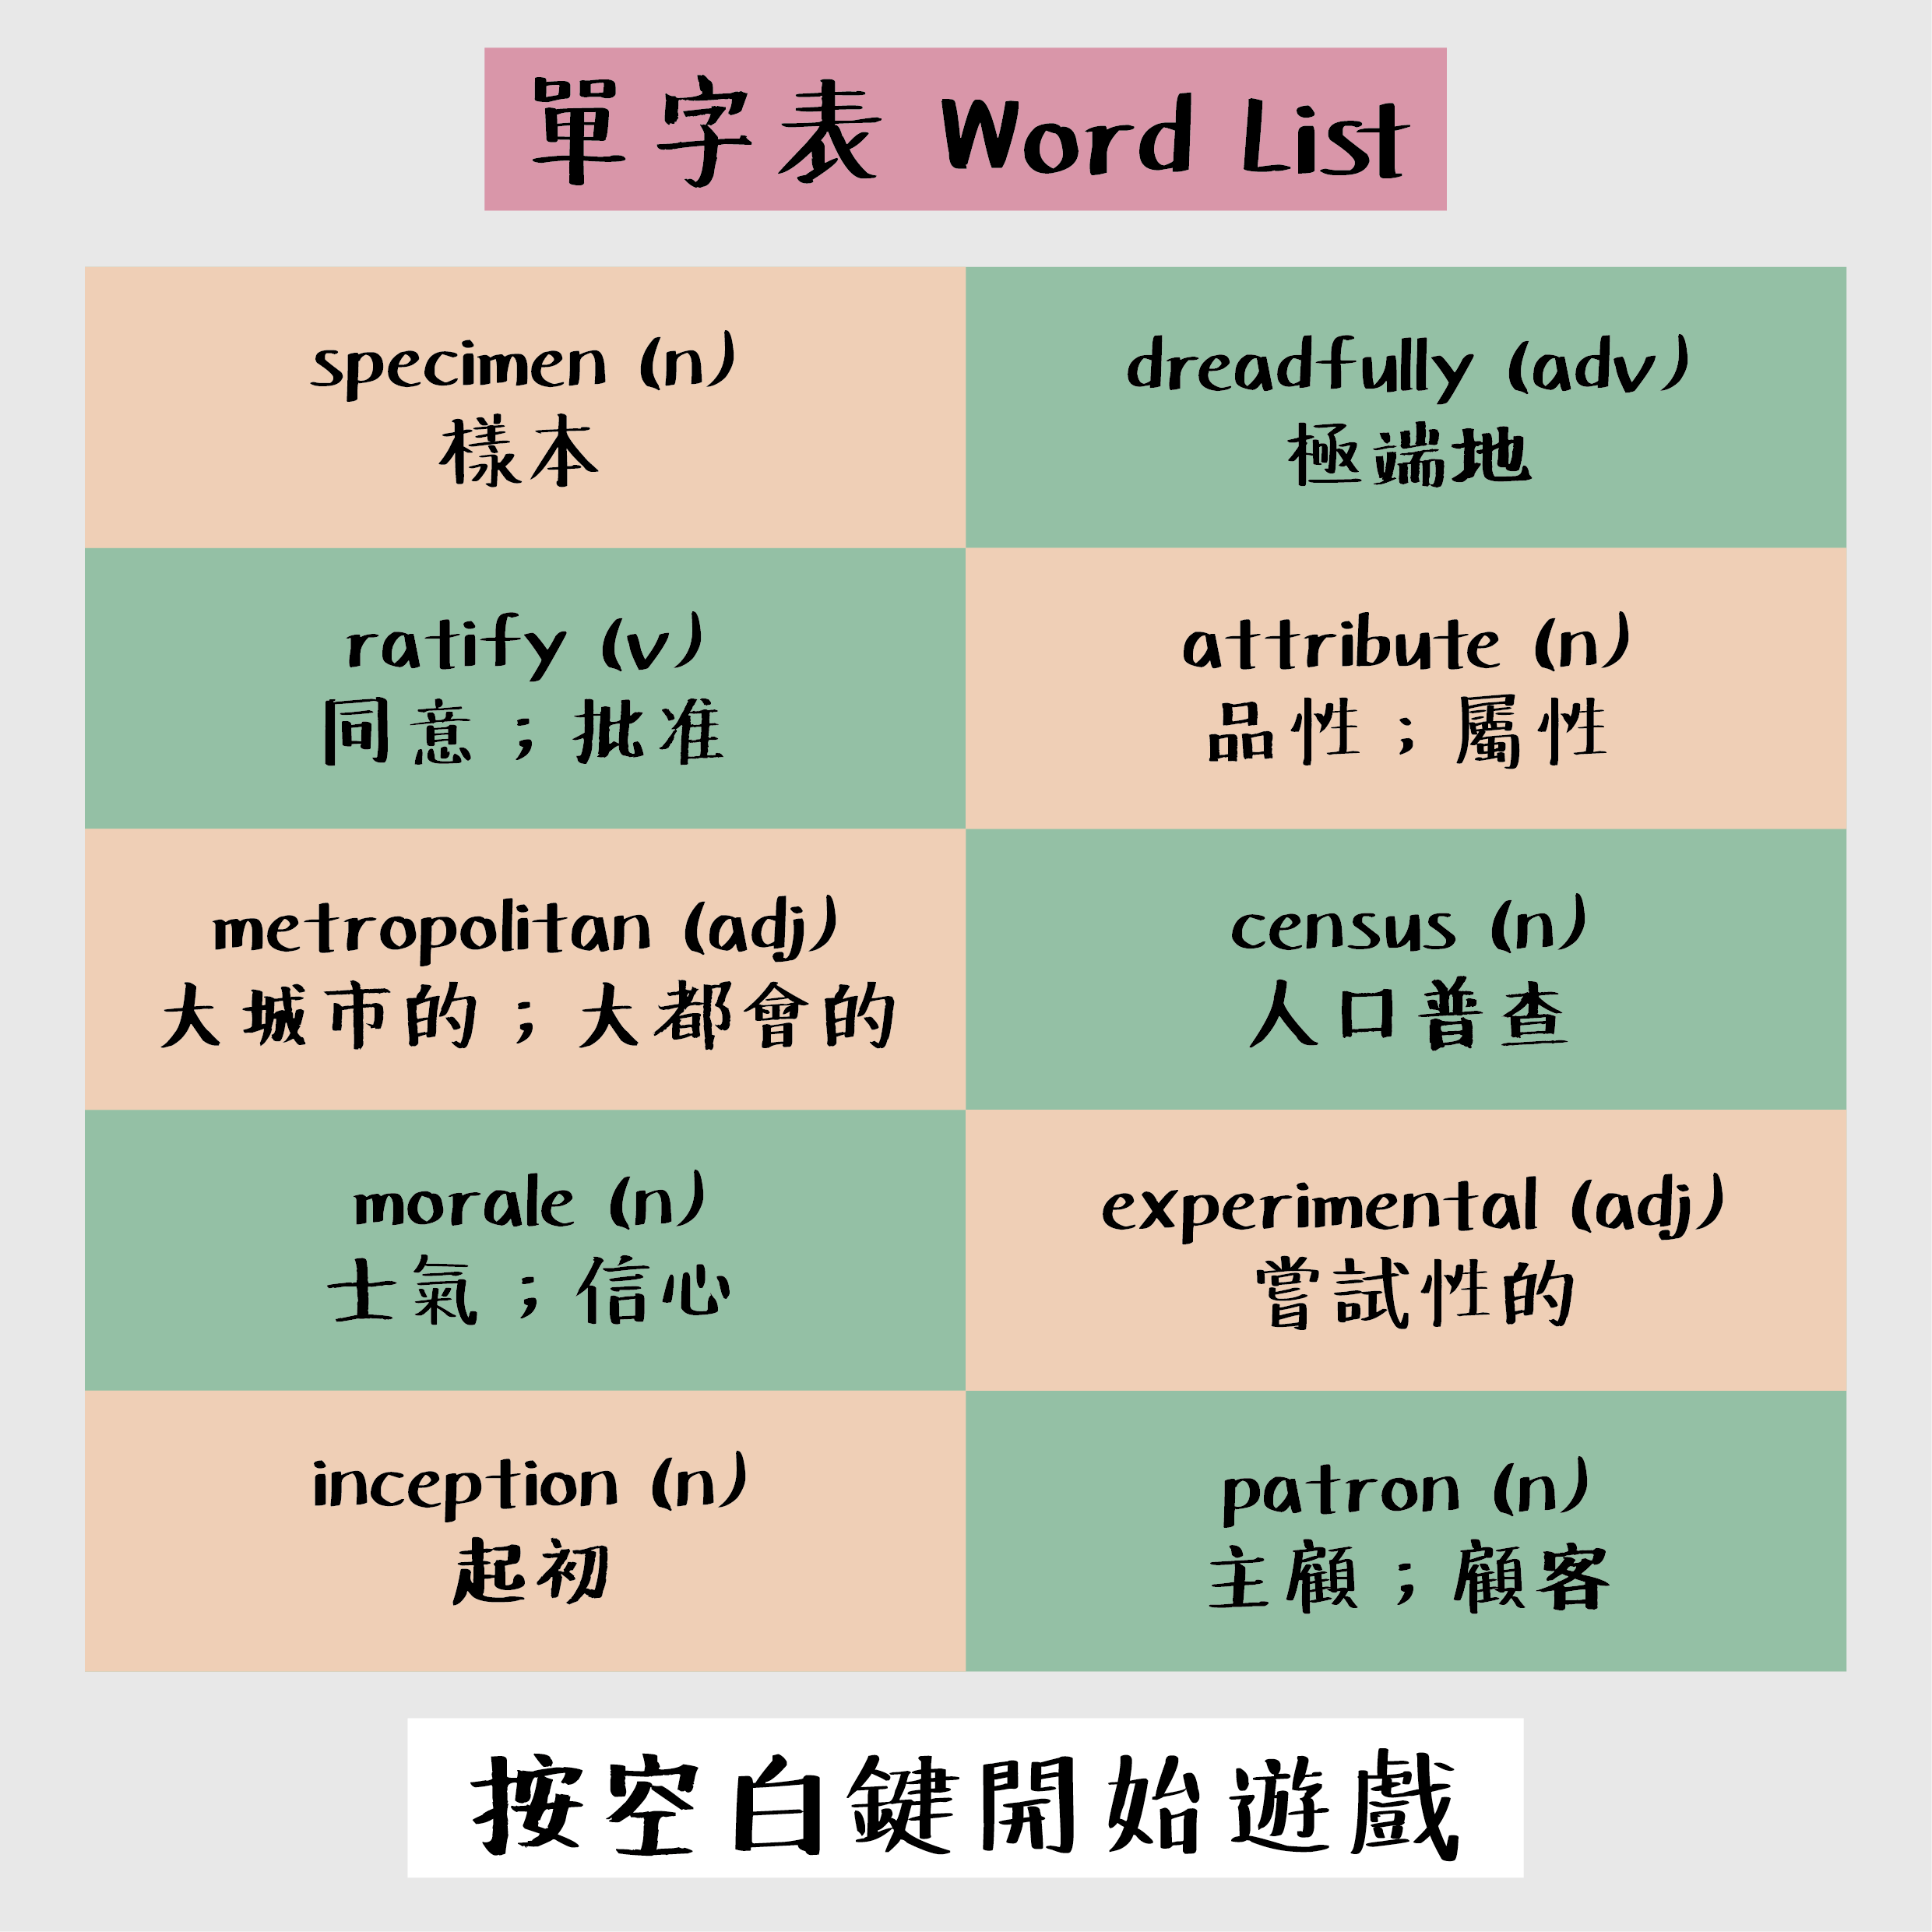 單字表 Word List
specimen (n)
樣本
dreadfully (adv)
極端地
ratify (v)
同意；批准
attribute (n)
品性；屬性
metropolitan (adj)
大城市的；大都會的
census (n)
人口普查
morale (n)
士氣；信心
experimental (adj)
嘗試性的
inception (n)
起初
patron (n)
主顧；顧客
按空白鍵開始遊戲